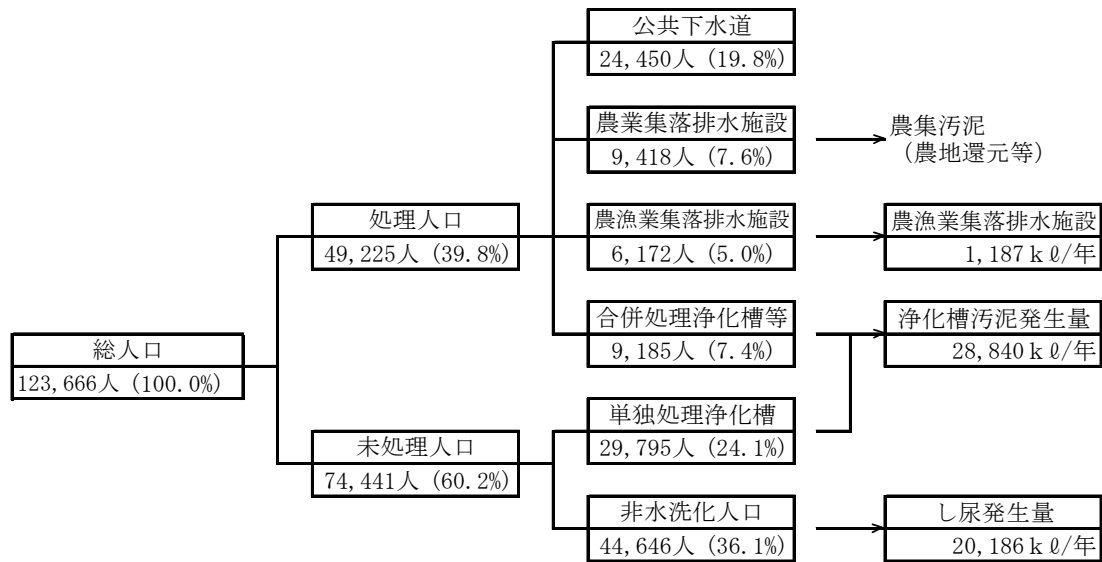 公共下水道
24,450人 (19.8%)
農業集落排水施設
9,418人 (7.6%)
農集汚泥
(農地還元等)
処理人口
49,225人 (39.8%)
農漁業集落排水施設
6,172人 (5.0%)
農漁業集落排水施設
1,187ｋℓ/年
合併処理浄化槽等
9,185人 (7.4%)
浄化槽汚泥発生量
28,840ｋℓ/年
総人口
123,666人 (100.0%)
単独処理浄化槽
29,795人 (24.1%)
未処理人口
74,441人 (60.2%)
非水洗化人口
44,646人 (36.1%)
し尿発生量
20,186ｋℓ/年